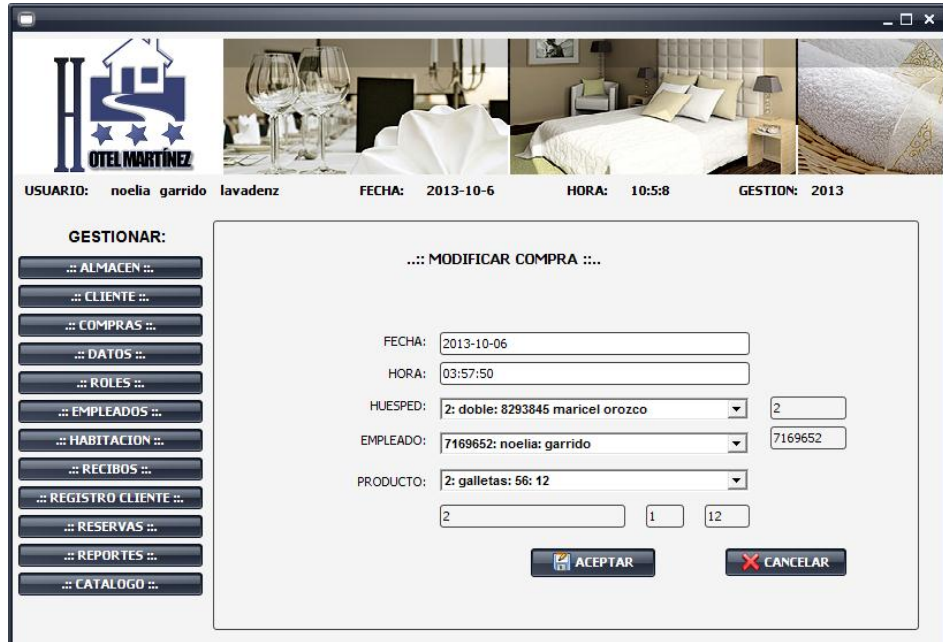 H
OTEL MARTÍNEZ
USUARIO: noelia garrido lavadenz FECHA: 2013-10-6 HORA: 10:5:8 GESTION: 2013
GESTIONAR:
.:: ALMACEN ::.
.:: CLIENTE ::.
.:: COMPRAS ::.
.:: DATOS ::.
.:: ROLES ::.
.:: EMPLEADOS ::.
.:: HABITACION ::.
.:: RECIBOS ::.
.:: REGISTRO CLIENTE ::.
.:: RESERVAS ::.
.:: REPORTES ::.
.:: CATALOGO ::.
..:: MODIFICAR COMPRA ::..
FECHA: 2013-10-06
HORA: 03:57:50
HUESPED: 2: doble: 8293845 maricel orozco 2
EMPLEADO: 7169652: noelia: garrido 7169652
PRODUCTO: 2: galletas: 56: 12
2 1 12
ACEPTAR CANCELAR